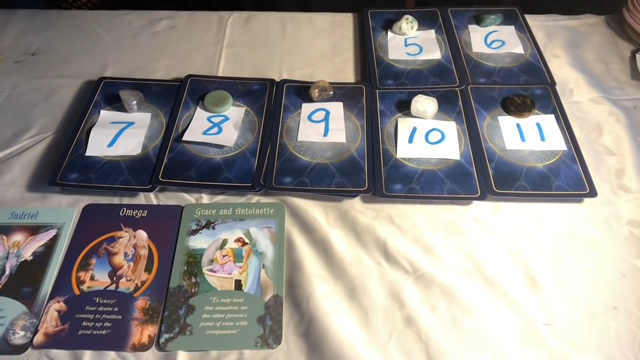 5
6
7
8
9
10
11
Indriel
Omega
Grace and Antoinette
"Victory!
Your desire is
coming to fruition.
Keep up the
good work!"
"To help heal
this situation, see
the other person's
point of view with
compassion."